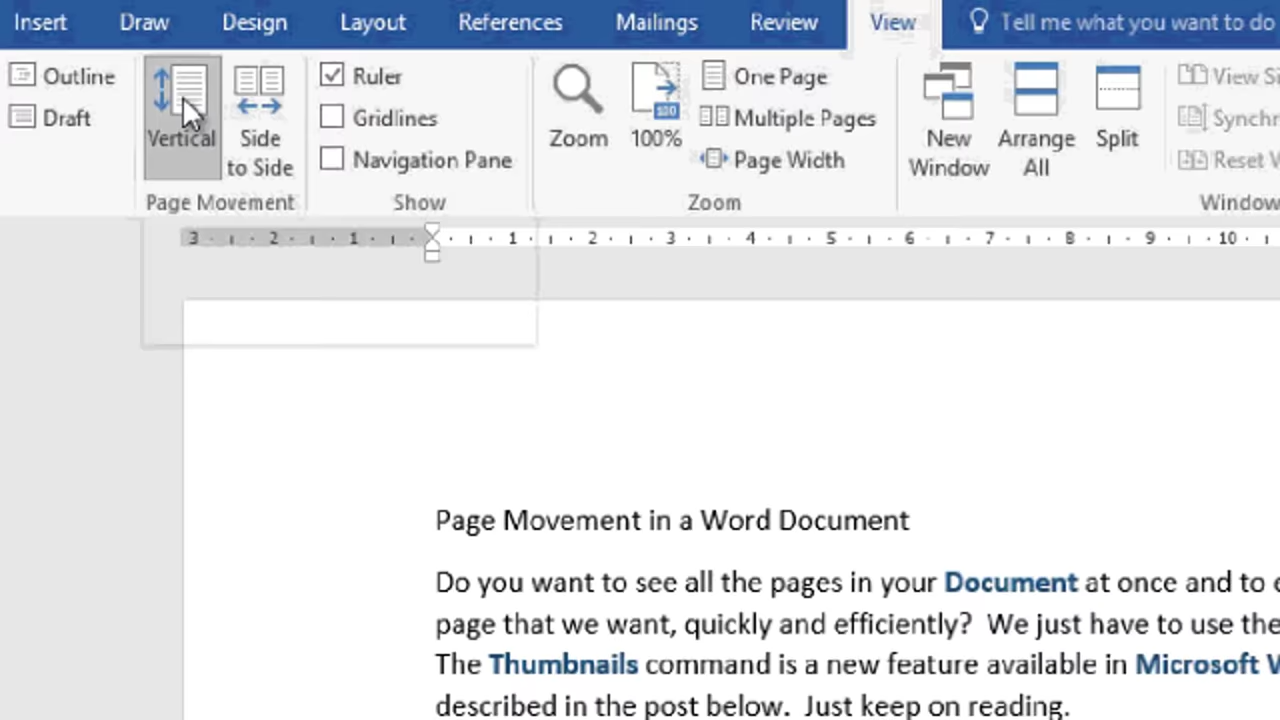 Insert Draw Design Layout References Mailings Review View Tell me what you want to do
Outline
Draft
Vertical
Side
to Side
Page Movement
Ruler
Gridlines
Navigation Pane
Show
Zoom
100
100%
One Page
Multiple Pages
Page Width
Zoom
New
Window
Arrange
All
Split
View
Reset
3 2 1 1 2 3 4 5 6 7 8 9 10
Page Movement in a Word Document
Do you want to see all the pages in your Document at once and to
page that we want, quickly and efficiently? We just have to use the
The Thumbnails command is a new feature available in Microsoft
described in the post below. Just keep on reading.